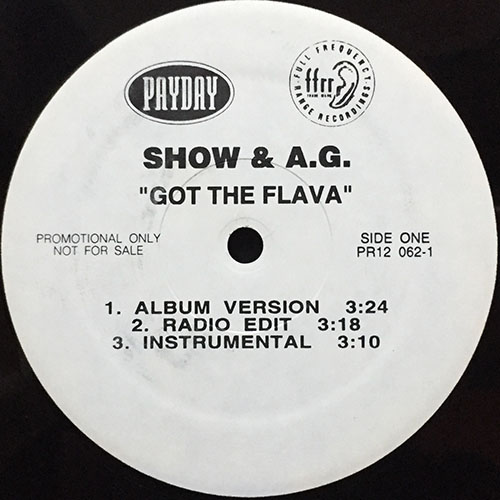 PAYDAY
FULL FREQUENCY
ffrr
RANGE RECORDINGS
SHOW & A.G.
"GOT THE FLAVA"
PROMOTIONAL ONLY
NOT FOR SALE
SIDE ONE
PR12 062-1
1. ALBUM VERSION 3:24
2. RADIO EDIT 3:18
3. INSTRUMENTAL 3:10